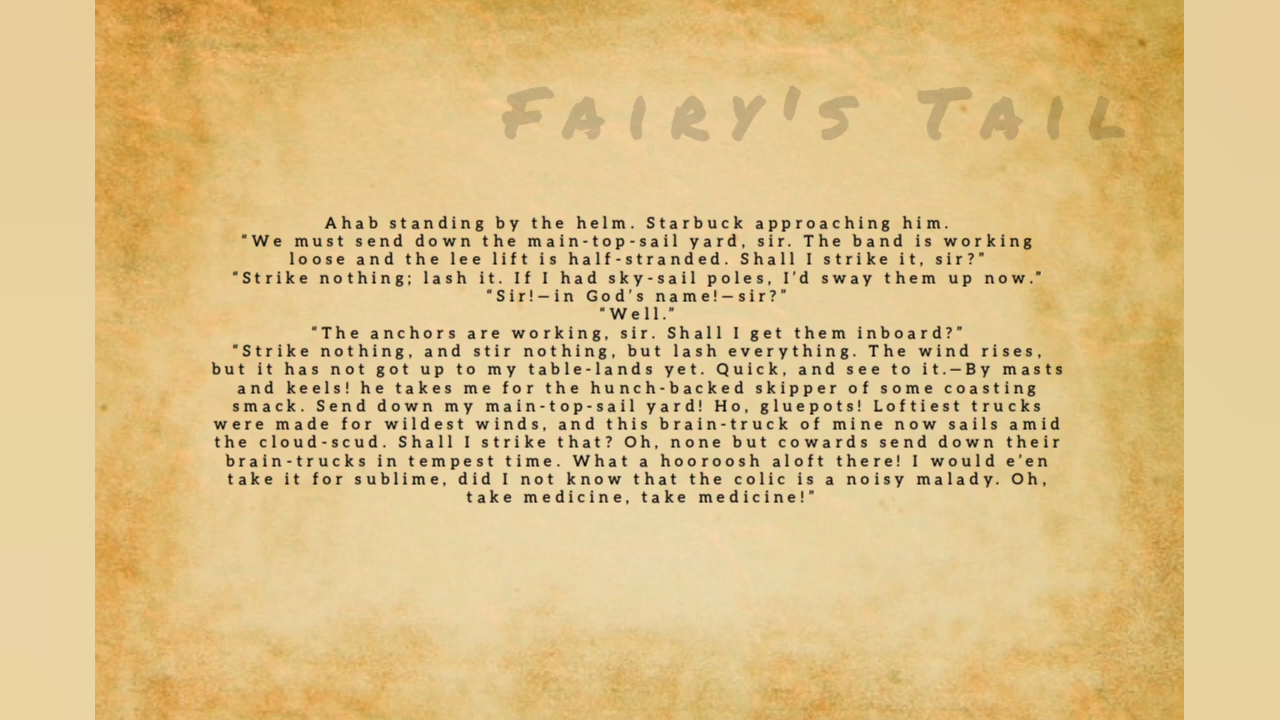 Fairy's Tail
Ahab standing by the helm. Starbuck approaching him.
“We must send down the main-top-sail yard, sir. The band is working
loose and the lee lift is half-stranded. Shall I strike it, sir?”
“Strike nothing; lash it. If I had sky-sail poles, I’d sway them up now.”
“Sir!—in God’s name!—sir?”
“Well.”
“The anchors are working, sir. Shall I get them inboard?”
“Strike nothing, and stir nothing, but lash everything. The wind rises,
but it has not got up to my table-lands yet. Quick, and see to it.—By masts
and keels! he takes me for the hunch-backed skipper of some coasting
smack. Send down my main-top-sail yard! Ho, gluepots! Loftiest trucks
were made for wildest winds, and this brain-truck of mine now sails amid
the cloud-scud. Shall I strike that? Oh, none but cowards send down their
brain-trucks in tempest time. What a hooroosh aloft there! I would e’en
take it for sublime, did I not know that the colic is a noisy malady. Oh,
take medicine, take medicine!”